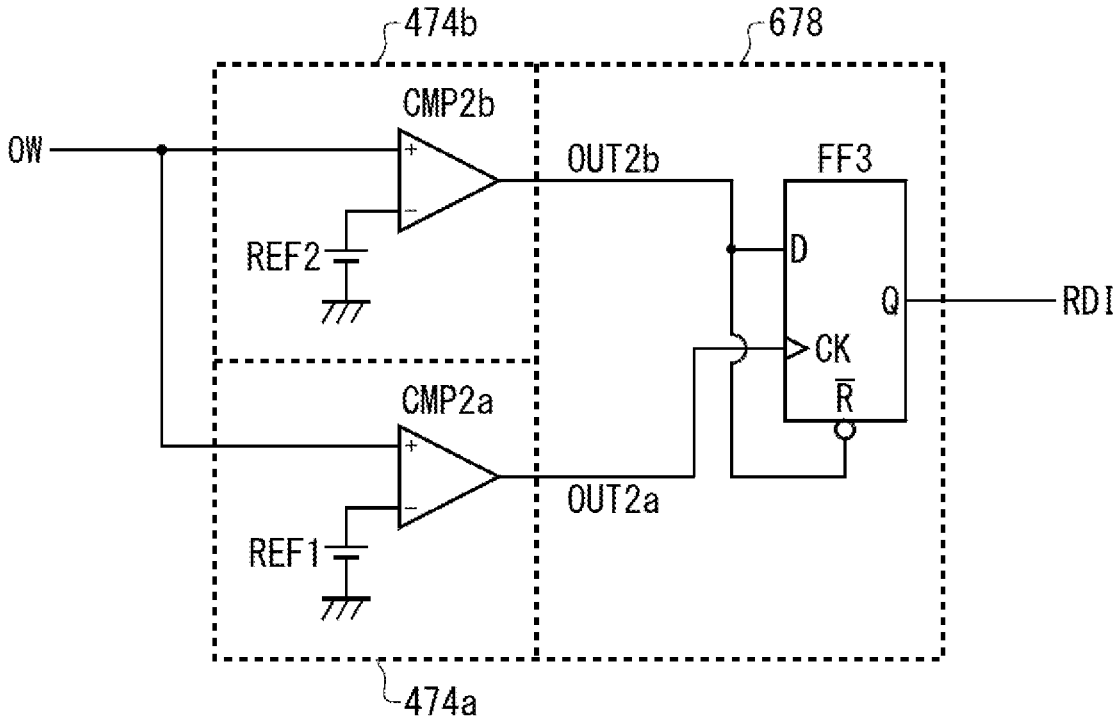 474b
678
CMP2b
OW
+
OUT2b
FF3
−
REF2
D
Q
RDI
CK
CMP2a
R̅
+
OUT2a
−
REF1
474a